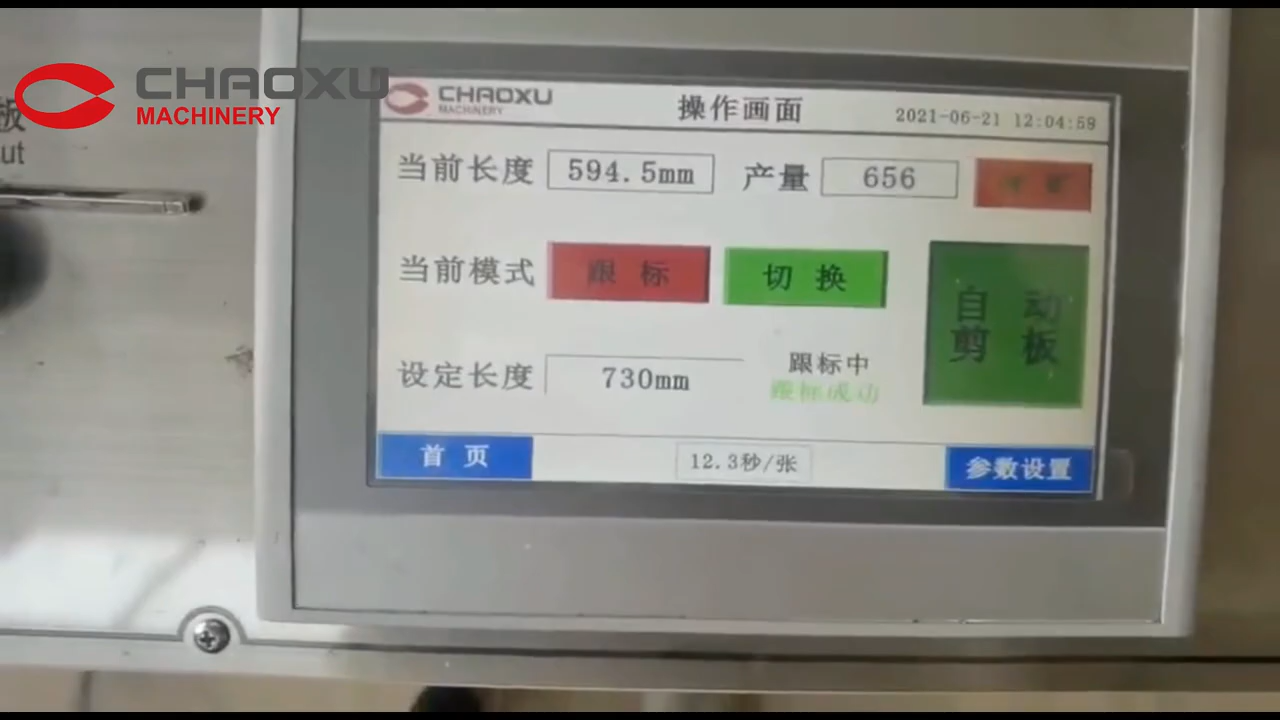 CHAOXU
MACHINERY
板
ut
CHAOXU
MACHINERY
操作画面
2021-06-21 12:04:59
当前长度 594.5mm 产量 656
当前模式 跟 标 切 换
自 动
剪 板
设定长度 730mm
跟标中
跟标成功
首 页 12.3秒/张 参数设置